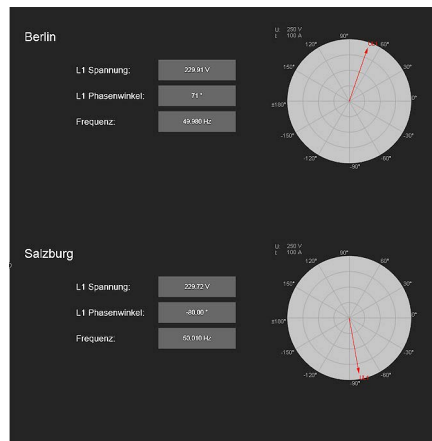 Berlin
L1 Spannung: 229.91 V
L1 Phasenwinkel: 71 °
Frequenz: 49.980 Hz
U: 250 V
I: 100 A
90°
120° 60°
150° 30°
±180° 0°
-150° -30°
-120° -60°
-90°
Salzburg
L1 Spannung: 229.72 V
L1 Phasenwinkel: -80.00 °
Frequenz: 50.010 Hz
U: 250 V
I: 100 A
90°
120° 60°
150° 30°
±180° 0°
-150° -30°
-120° -60°
-90°